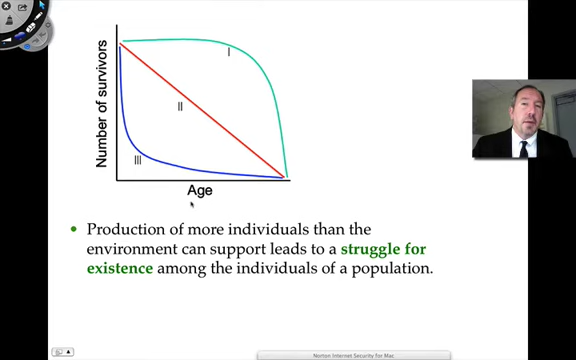 Number of survivors
I
II
III
Age
• Production of more individuals than the
environment can support leads to a struggle for
existence among the individuals of a population.
Norton Internet Security for Mac